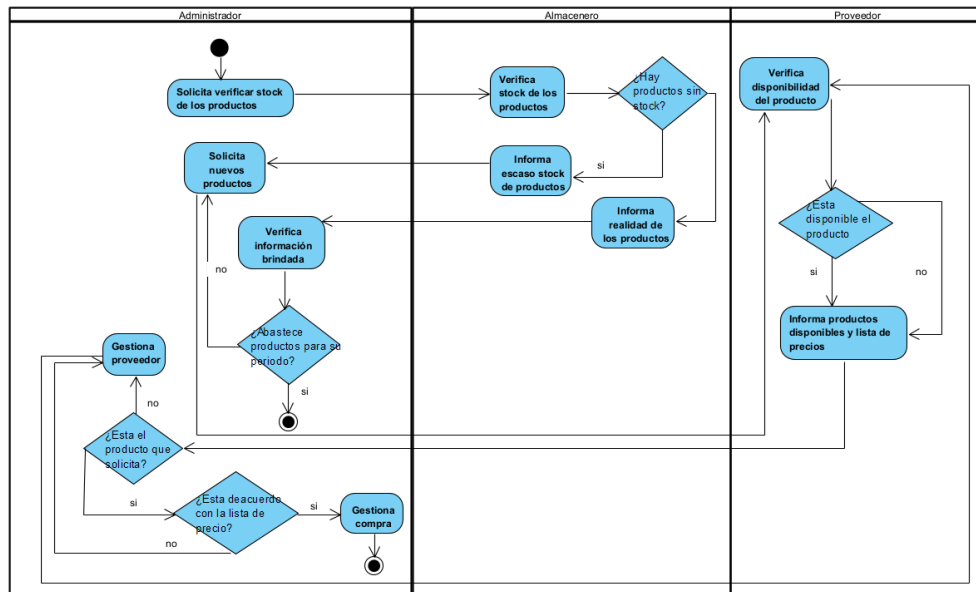 Administrador
Almacenero
Proveedor
Solicita verificar stock
de los productos
Verifica
stock de los
productos
¿Hay
productos sin
stock?
Verifica
disponibilidad
del producto
Solicita
nuevos
productos
Informa
escaso stock
de productos
si
Informa
realidad de
los productos
Verifica
información
brindada
¿Esta
disponible el
producto
no
si
no
¿Abastece
productos para su
periodo?
si
Informa productos
disponibles y lista de
precios
Gestiona
proveedor
no
¿Esta el
producto que
solicita?
si
¿Esta deacuerdo
con la lista de
precio?
si
no
Gestiona
compra